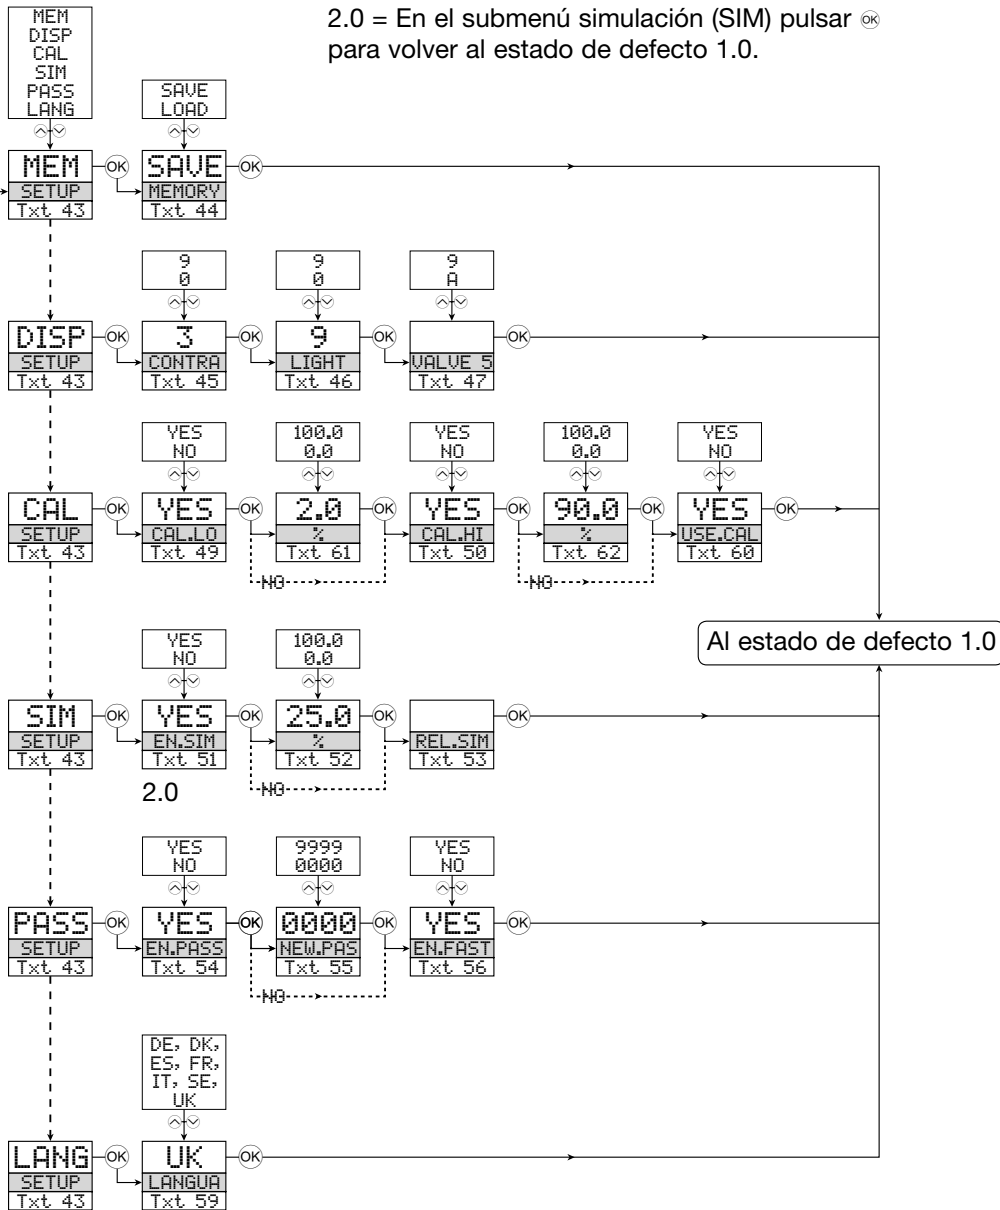 2.0 = En el submenú simulación (SIM) pulsar OK
para volver al estado de defecto 1.0.
MEM
DISP
CAL
SIM
PASS
LANG
SAVE
LOAD
MEM OK SAVE OK
SETUP MEMORY
Txt 43 Txt 44
9 9 9
0 0 A
DISP OK 3 OK 9 OK OK
SETUP CONTRA LIGHT VALVE 5
Txt 43 Txt 45 Txt 46 Txt 47
YES 100.0 YES 100.0 YES
NO 0.0 NO 0.0 NO
CAL OK YES OK 2.0 OK YES OK 90.0 OK YES OK
SETUP CAL.LO % CAL.HI % USE.CAL
Txt 43 Txt 49 Txt 61 Txt 50 Txt 62 Txt 60
NO NO
Al estado de defecto 1.0
YES 100.0
NO 0.0
SIM OK YES OK 25.0 OK OK
SETUP EN.SIM % REL.SIM
Txt 43 Txt 51 Txt 52 Txt 53
2.0 NO
YES 9999 YES
NO 0000 NO
PASS OK YES OK 0000 OK YES OK
SETUP EN.PASS NEW.PAS EN.FAST
Txt 43 Txt 54 Txt 55 Txt 56
NO
DE, DK,
ES, FR,
IT, SE,
UK
LANG OK UK OK
SETUP LANGUA
Txt 43 Txt 59